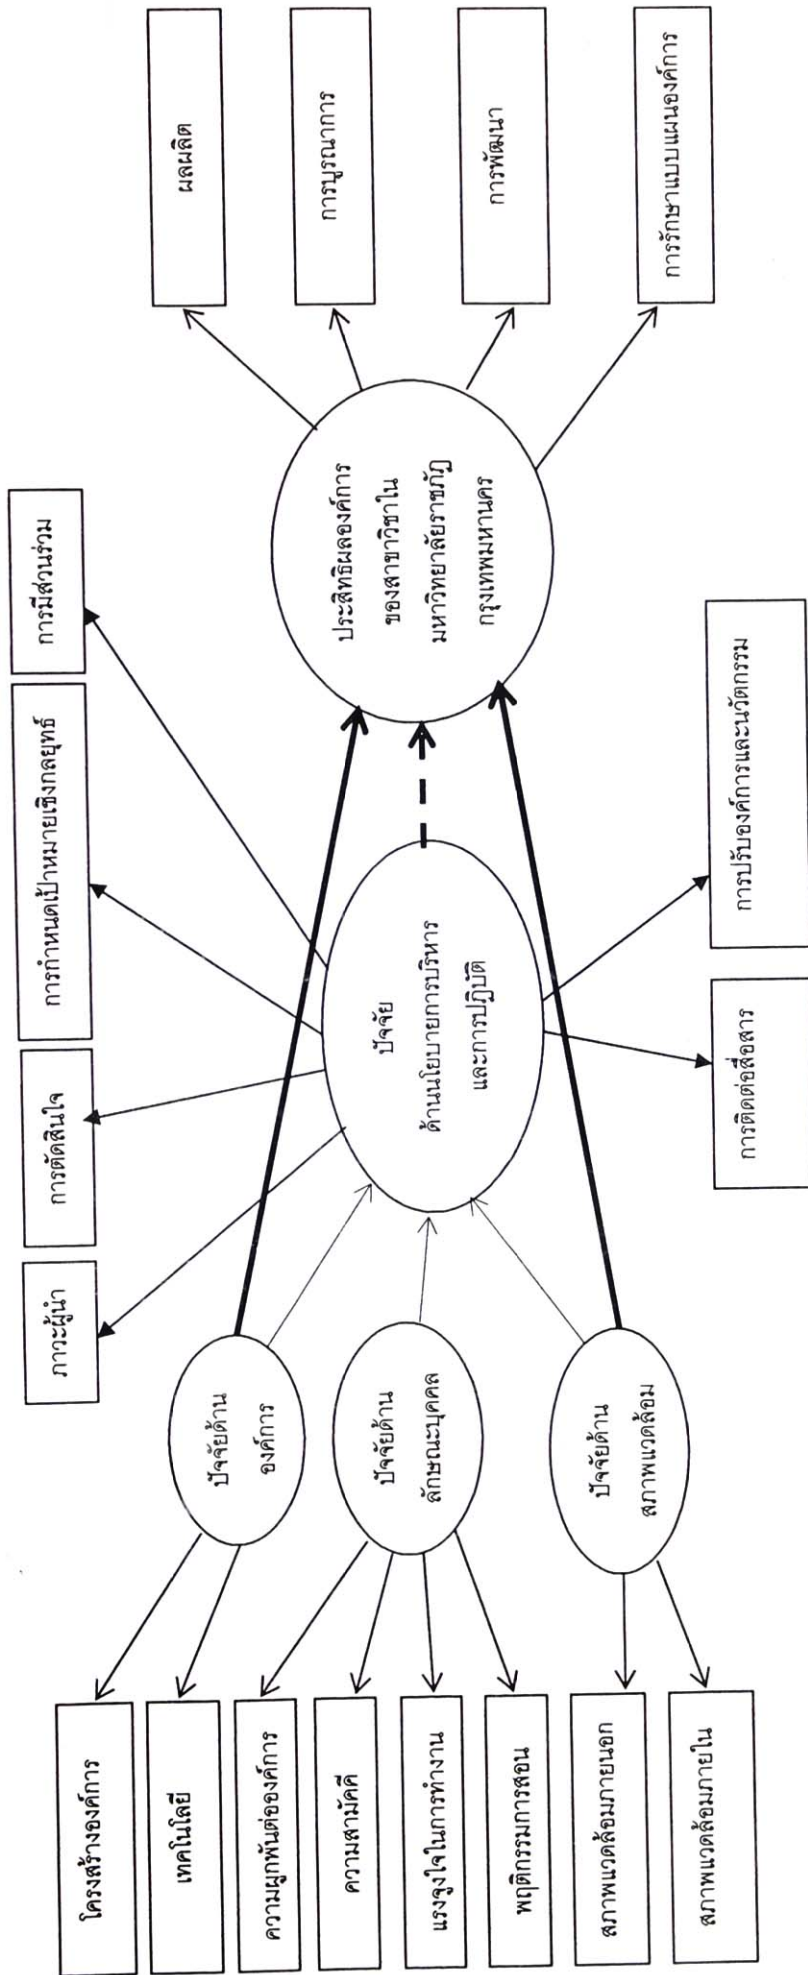 โครงสร้างองค์การ
เทคโนโลยี
ความผูกพันต่อองค์การ
ความสามัคคี
แรงจูงใจในการทำงาน
พฤติกรรมการสอน
สภาพแวดล้อมภายนอก
สภาพแวดล้อมภายใน
ปัจจัยด้าน
องค์การ
ปัจจัยด้าน
ลักษณะบุคคล
ปัจจัยด้าน
สภาพแวดล้อม
ภาวะผู้นำ
การตัดสินใจ
การกำหนดเป้าหมายเชิงกลยุทธ์
การมีส่วนร่วม
ปัจจัย
ด้านนโยบายการบริหาร
และการปฏิบัติ
การติดต่อสื่อสาร
การปรับองค์การและนวัตกรรม
ประสิทธิผลองค์การ
ของสาขาวิชาใน
มหาวิทยาลัยราชภัฏ
กรุงเทพมหานคร
ผลผลิต
การบูรณาการ
การพัฒนา
การรักษาแบบแผนองค์การ